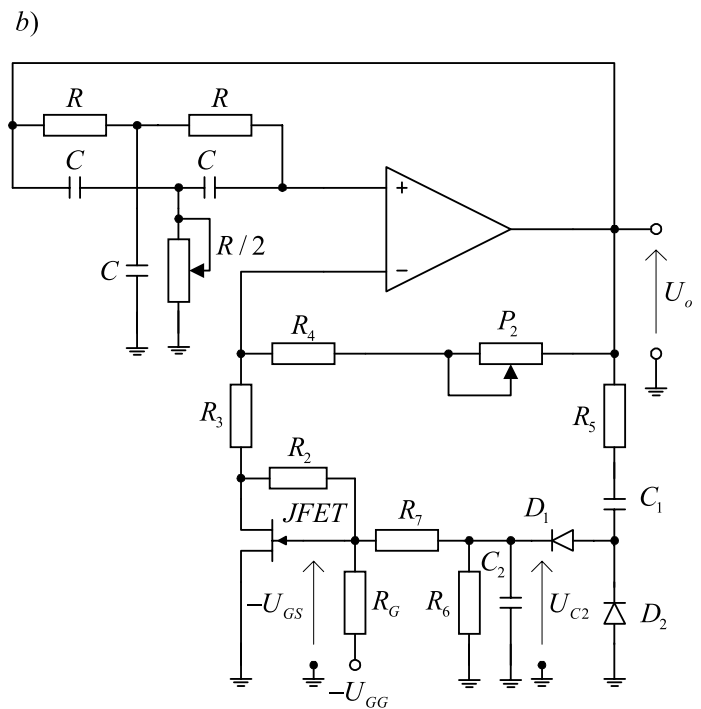 b)
R R
C C
+
C R / 2
−
U_o
R_4 P_2
R_3 R_5
R_2
C_1
JFET R_7 D_1
C_2
−U_GS R_G R_6 U_C2 D_2
−U_GG